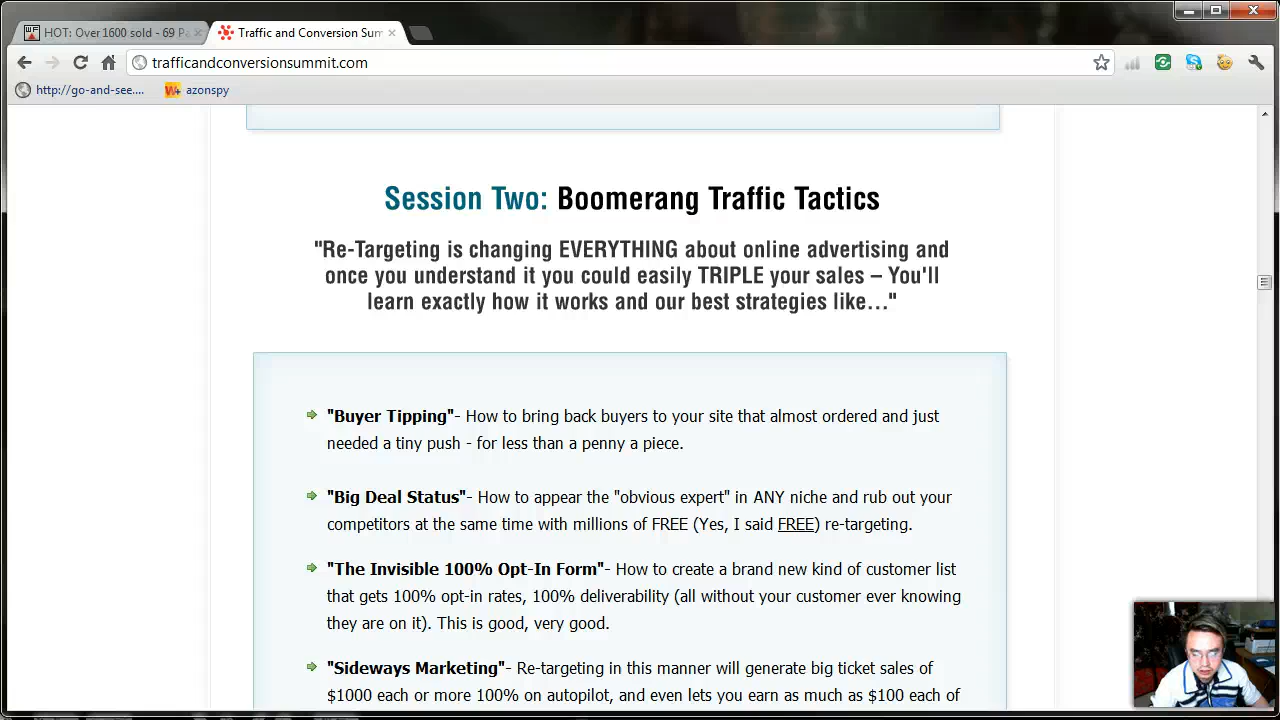 HOT: Over 1600 sold - 69 Pa
Traffic and Conversion Sum
trafficandconversionsummit.com
http://go-and-see....
azonspy
Session Two: Boomerang Traffic Tactics
"Re-Targeting is changing EVERYTHING about online advertising and
once you understand it you could easily TRIPLE your sales – You'll
learn exactly how it works and our best strategies like…"
"Buyer Tipping"- How to bring back buyers to your site that almost ordered and just
needed a tiny push - for less than a penny a piece.
"Big Deal Status"- How to appear the "obvious expert" in ANY niche and rub out your
competitors at the same time with millions of FREE (Yes, I said FREE) re-targeting.
"The Invisible 100% Opt-In Form"- How to create a brand new kind of customer list
that gets 100% opt-in rates, 100% deliverability (all without your customer ever knowing
they are on it). This is good, very good.
"Sideways Marketing"- Re-targeting in this manner will generate big ticket sales of
$1000 each or more 100% on autopilot, and even lets you earn as much as $100 each of